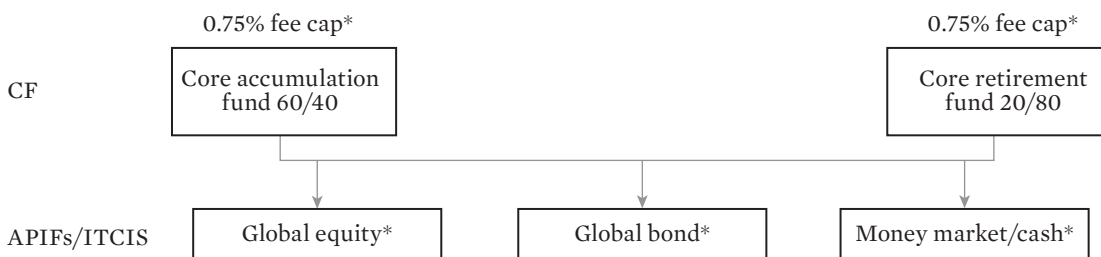 0.75% fee cap* 0.75% fee cap*
CF
Core accumulation
fund 60/40
Core retirement
fund 20/80
APIFs/ITCIS Global equity* Global bond* Money market/cash*